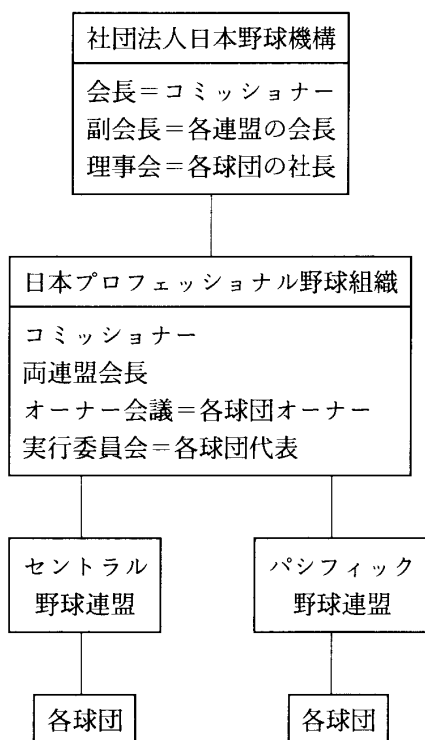 社団法人日本野球機構
会長＝コミッショナー
副会長＝各連盟の会長
理事会＝各球団の社長
日本プロフェッショナル野球組織
コミッショナー
両連盟会長
オーナー会議＝各球団オーナー
実行委員会＝各球団代表
セントラル
野球連盟
パシフィック
野球連盟
各球団
各球団